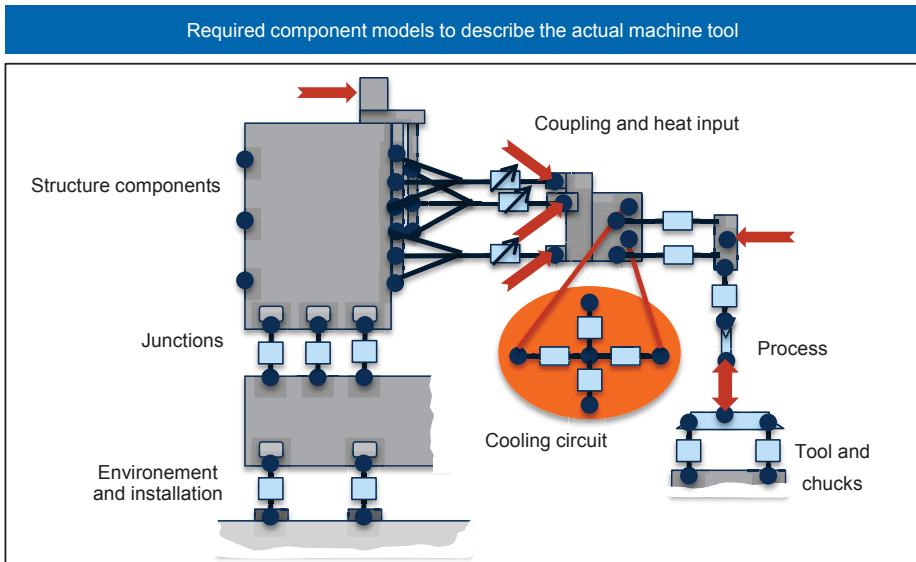 Required component models to describe the actual machine tool
Coupling and heat input
Structure components
Junctions
Process
Cooling circuit
Environement
and installation
Tool and
chucks